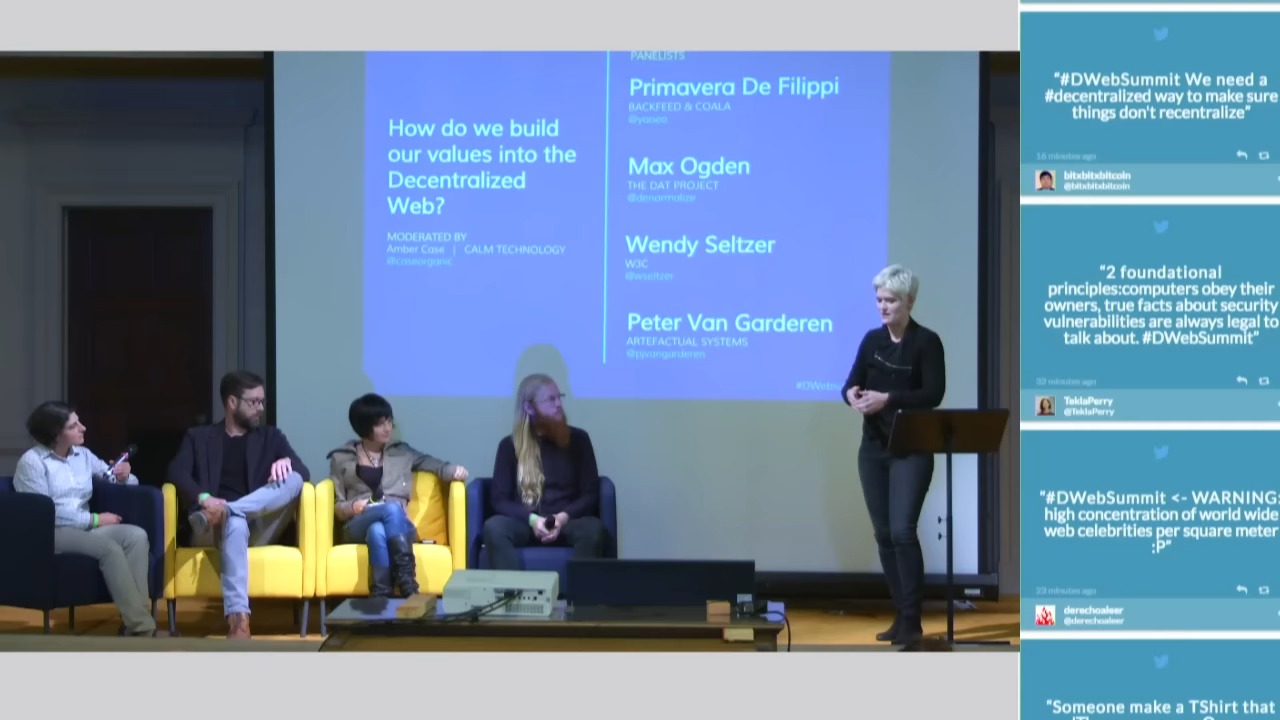 How do we build
our values into the
Decentralized
Web?
MODERATED BY
Amber Case | CALM TECHNOLOGY
@caseorganic
PANELISTS
Primavera De Filippi
BACKFEED & COALA
@yaoeo
Max Ogden
THE DAT PROJECT
@denormalize
Wendy Seltzer
W3C
@wseltzer
Peter Van Garderen
ARTEFACTUAL SYSTEMS
@pjvangarderen
“#DWebSummit We need a
#decentralized way to make sure
things don't recentralize”
16 minutes ago
bitxbitxbitcoin
@bitxbitxbitcoin
“2 foundational
principles:computers obey their
owners, true facts about security
vulnerabilities are always legal to
talk about. #DWebSummit”
32 minutes ago
TeklaPerry
@TeklaPerry
“#DWebSummit <- WARNING:
high concentration of world wide
web celebrities per square meter
:P”
23 minutes ago
derechoaleer
@derechoaleer
“Someone make a TShirt that